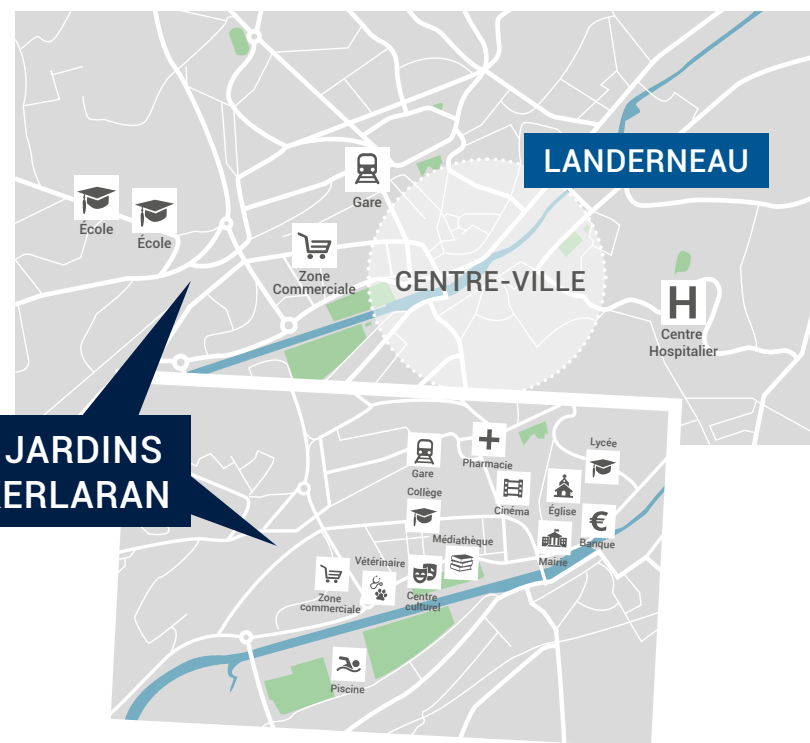 LANDERNEAU
Gare
École
École
Zone
Commerciale
CENTRE-VILLE
H
Centre
Hospitalier
JARDINS
Lycée
Pharmacie
Gare
Collège
Cinéma
Église
€
Banque
Médiathèque
Mairie
Vétérinaire
Zone
commerciale
Centre
culturel
Piscine